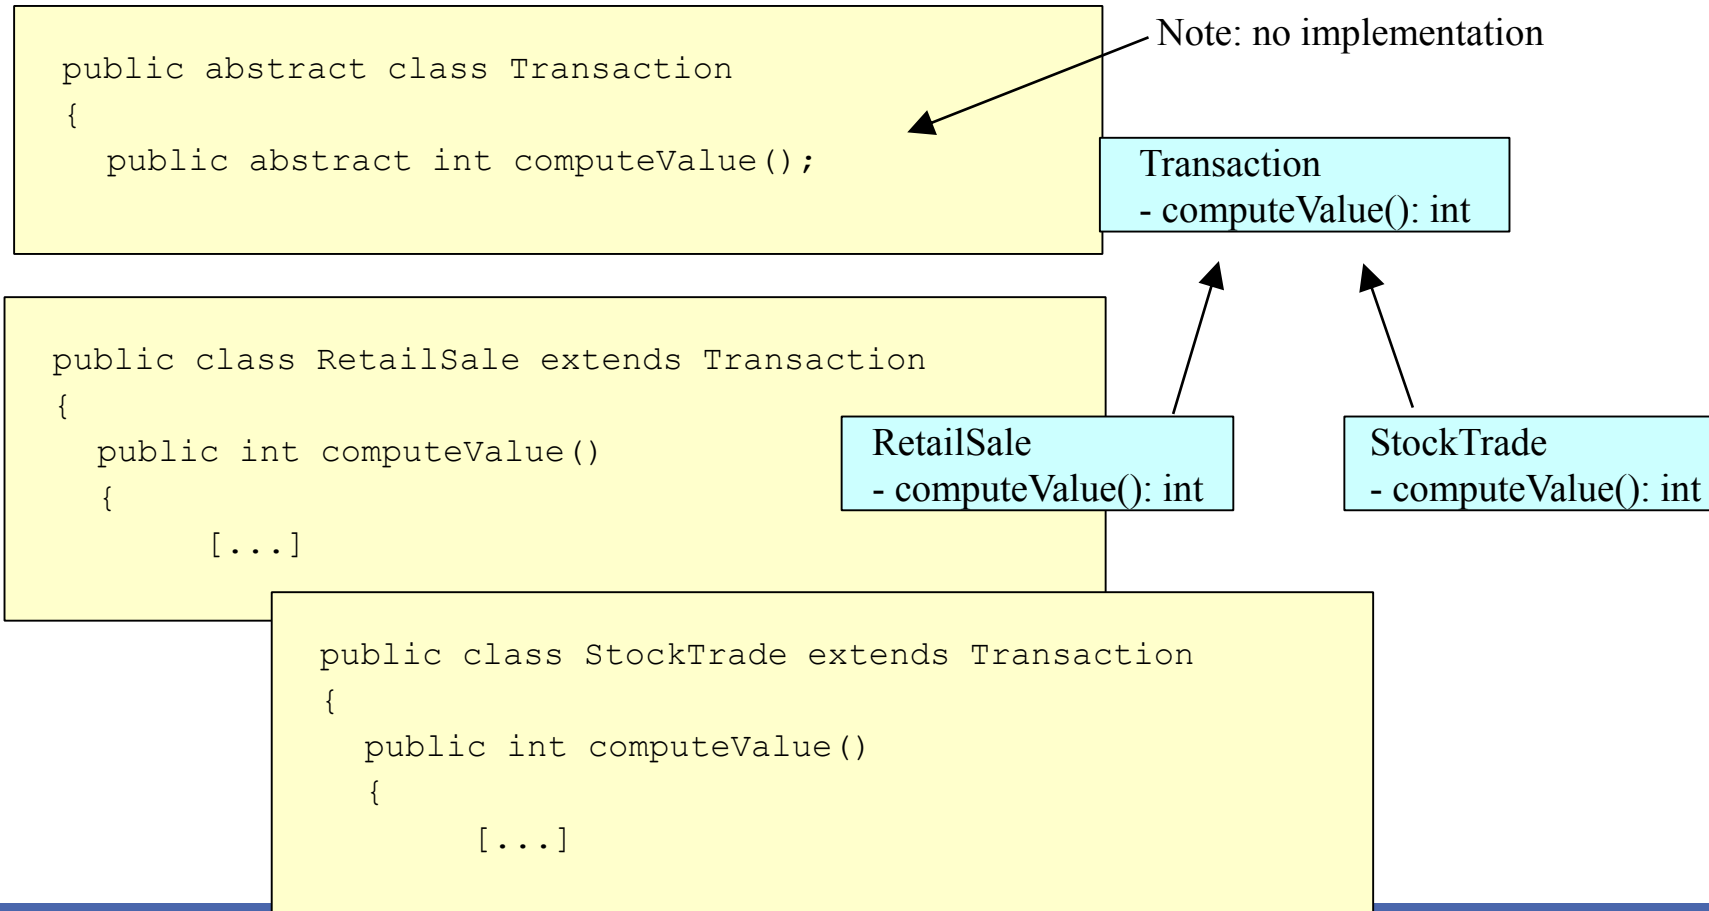 public abstract class Transaction
{
public abstract int computeValue();
Note: no implementation
Transaction
- computeValue(): int
public class RetailSale extends Transaction
{
public int computeValue()
{
[...]
RetailSale
- computeValue(): int
StockTrade
- computeValue(): int
public class StockTrade extends Transaction
{
public int computeValue()
{
[...]